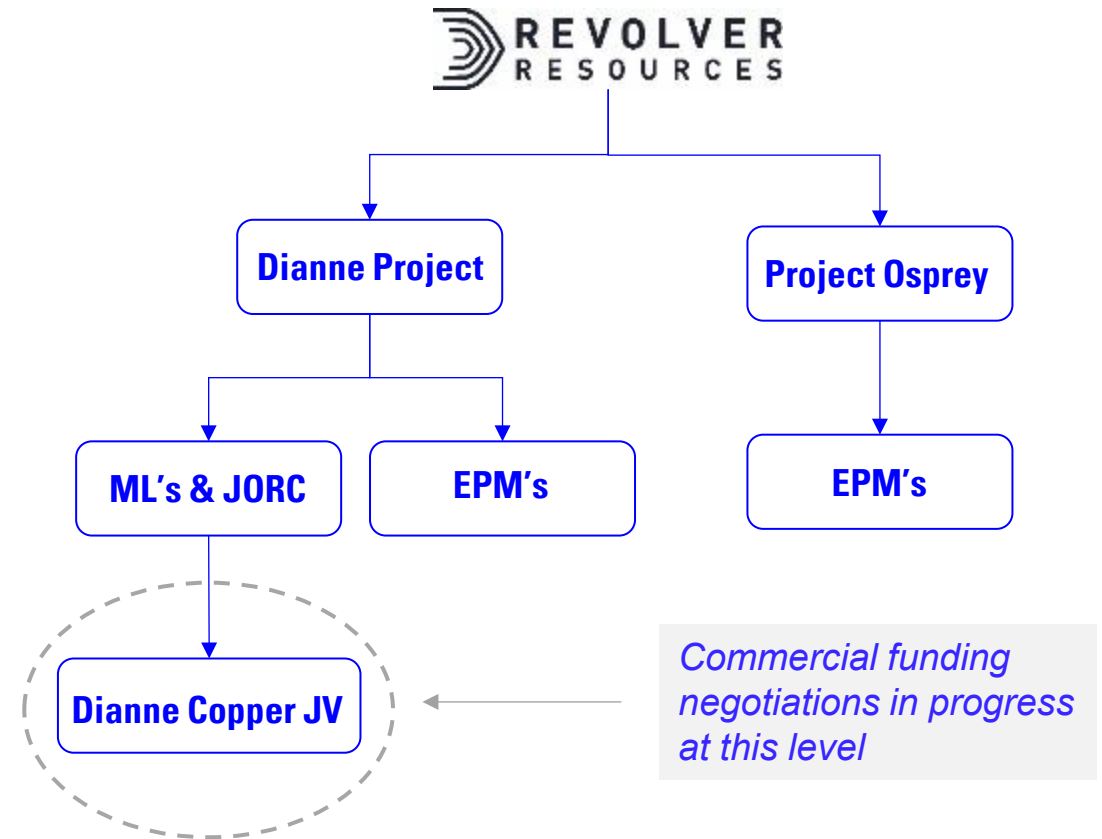 REVOLVER
RESOURCES
Dianne Project
Project Osprey
ML's & JORC
EPM's
EPM's
Dianne Copper JV
Commercial funding
negotiations in progress
at this level